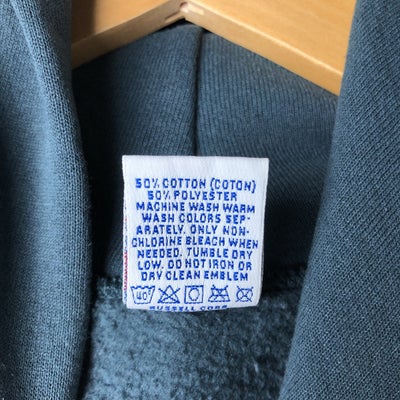 50% COTTON (COTON)
50% POLYESTER
MACHINE WASH WARM
WASH COLORS SEP-
ARATELY. ONLY NON-
CHLORINE BLEACH WHEN
NEEDED. TUMBLE DRY
LOW. DO NOT IRON OR
DRY CLEAN EMBLEM
40°
RUSSELL CORP.